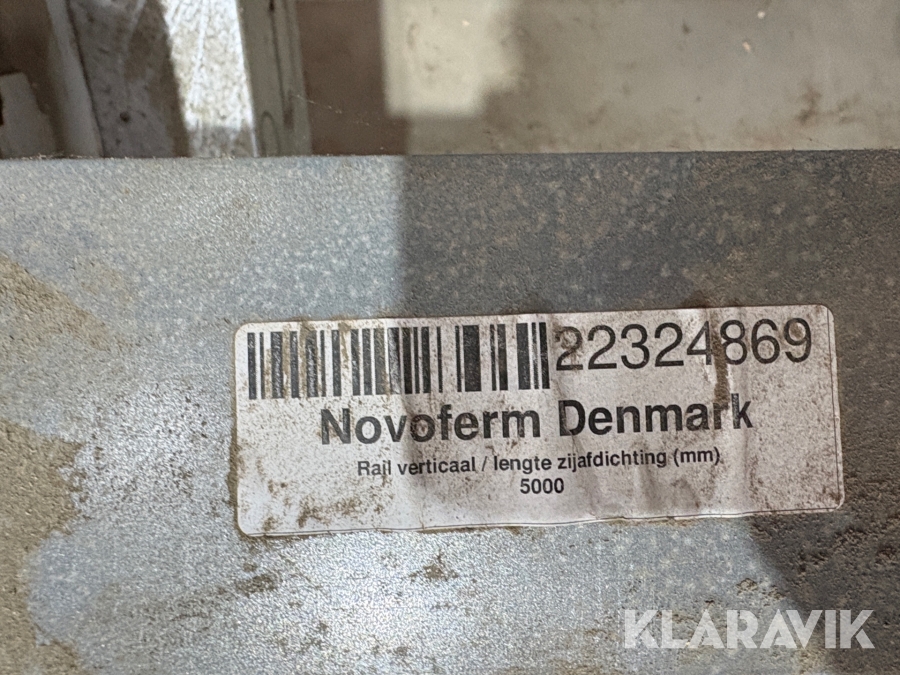 22324869
Novoferm Denmark
Rail verticaal / lengte zijafdichting (mm)
5000
KLARAVIK